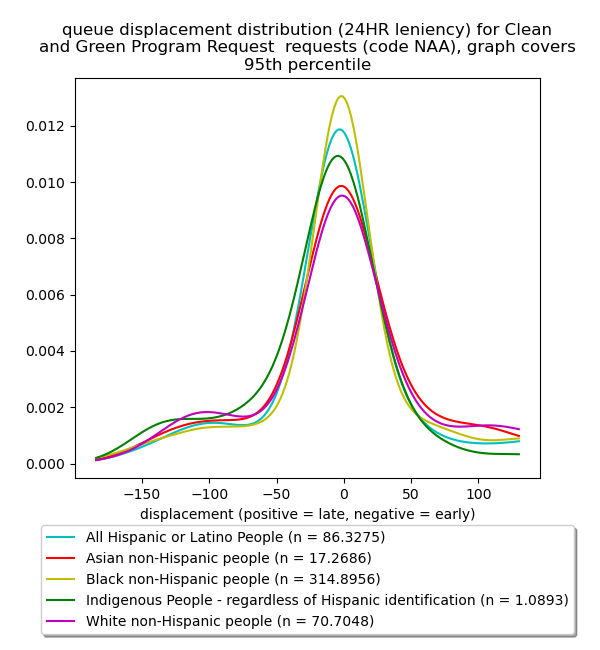 queue displacement distribution (24HR leniency) for Clean
and Green Program Request  requests (code NAA), graph covers
95th percentile
0.012
0.010
0.008
0.006
0.004
0.002
0.000
−150 −100 −50 0 50 100
displacement (positive = late, negative = early)
All Hispanic or Latino People (n = 86.3275)
Asian non-Hispanic people (n = 17.2686)
Black non-Hispanic people (n = 314.8956)
Indigenous People - regardless of Hispanic identification (n = 1.0893)
White non-Hispanic people (n = 70.7048)